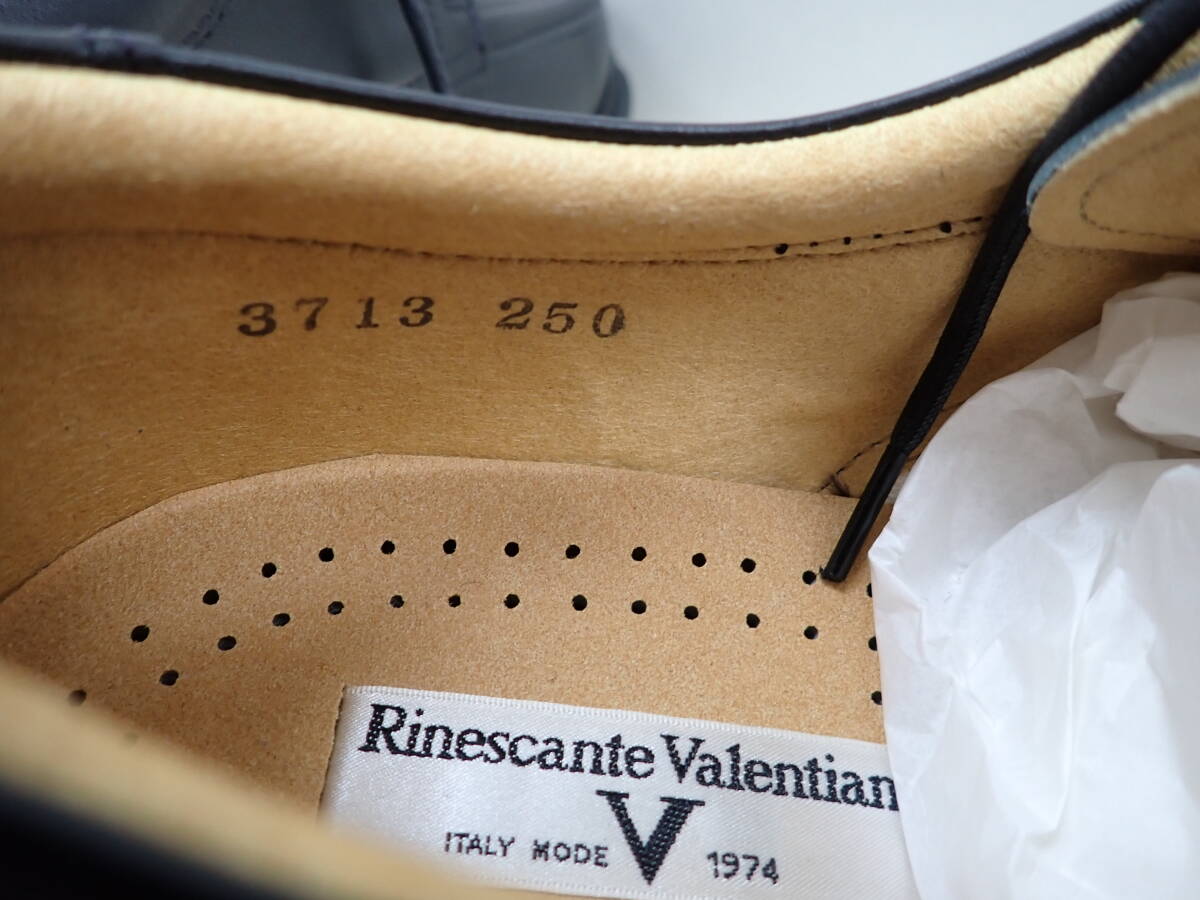 3713 250
Rinescante Valentian
V
ITALY MODE 1974